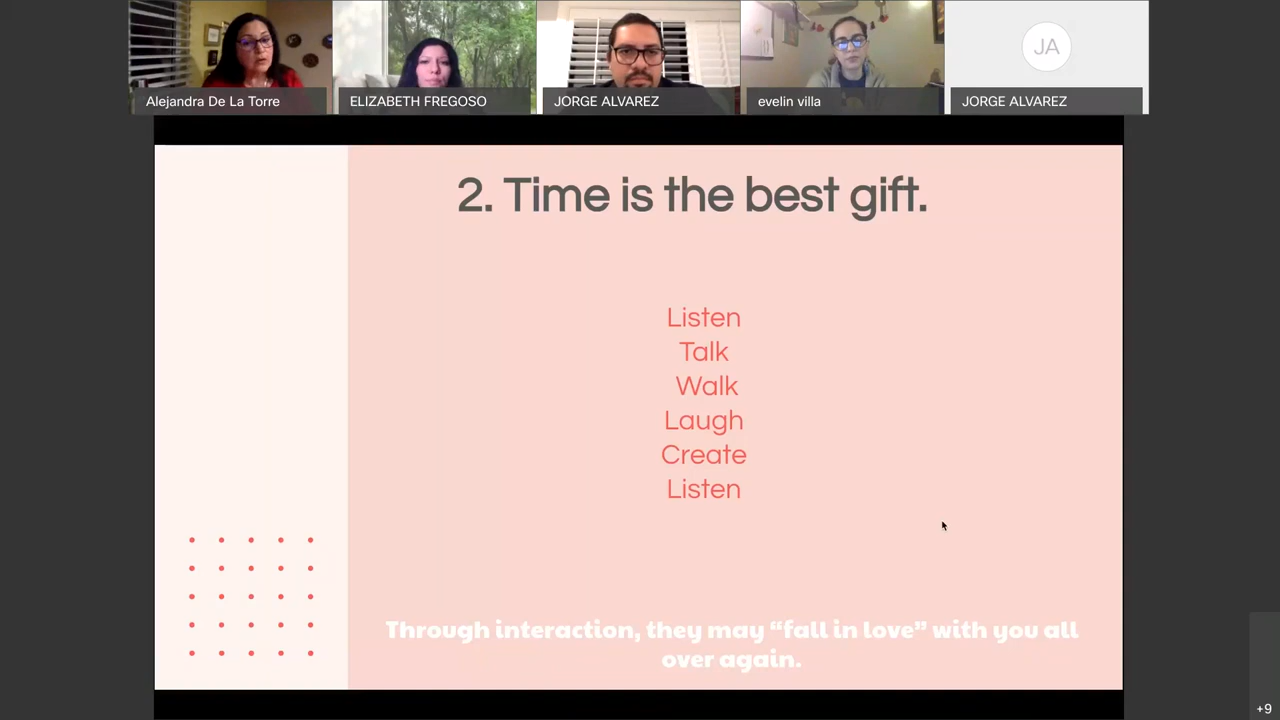 Alejandra De La Torre
ELIZABETH FREGOSO
JORGE ALVAREZ
evelin villa
JA
JORGE ALVAREZ
2. Time is the best gift.
Listen
Talk
Walk
Laugh
Create
Listen
Through interaction, they may “fall in love” with you all
over again.
+9